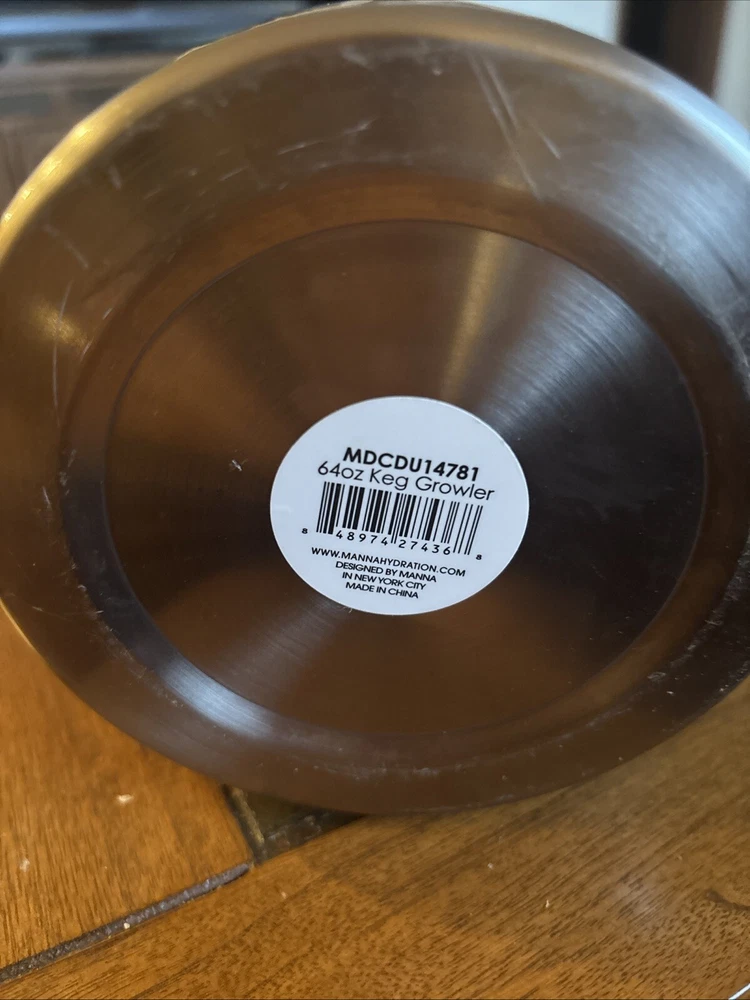 MDCDU14781
64oz Keg Growler
8 48974 27436 8
WWW.MANNAHYDRATION.COM
DESIGNED BY MANNA
IN NEW YORK CITY
MADE IN CHINA